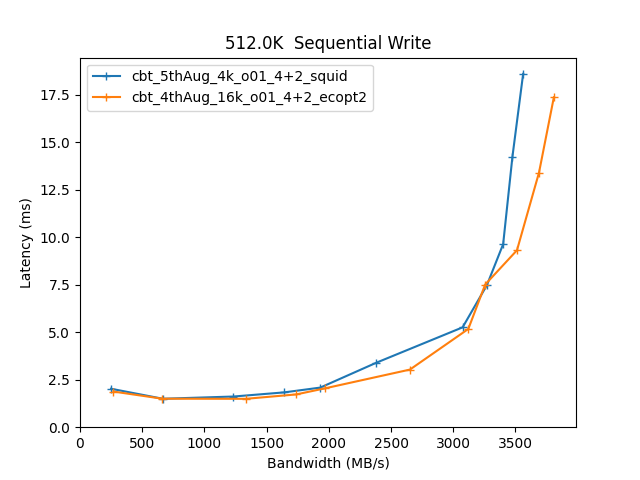 512.0K  Sequential Write
cbt_5thAug_4k_o01_4+2_squid
cbt_4thAug_16k_o01_4+2_ecopt2
Latency (ms)
17.5
15.0
12.5
10.0
7.5
5.0
2.5
0.0
0 500 1000 1500 2000 2500 3000 3500
Bandwidth (MB/s)